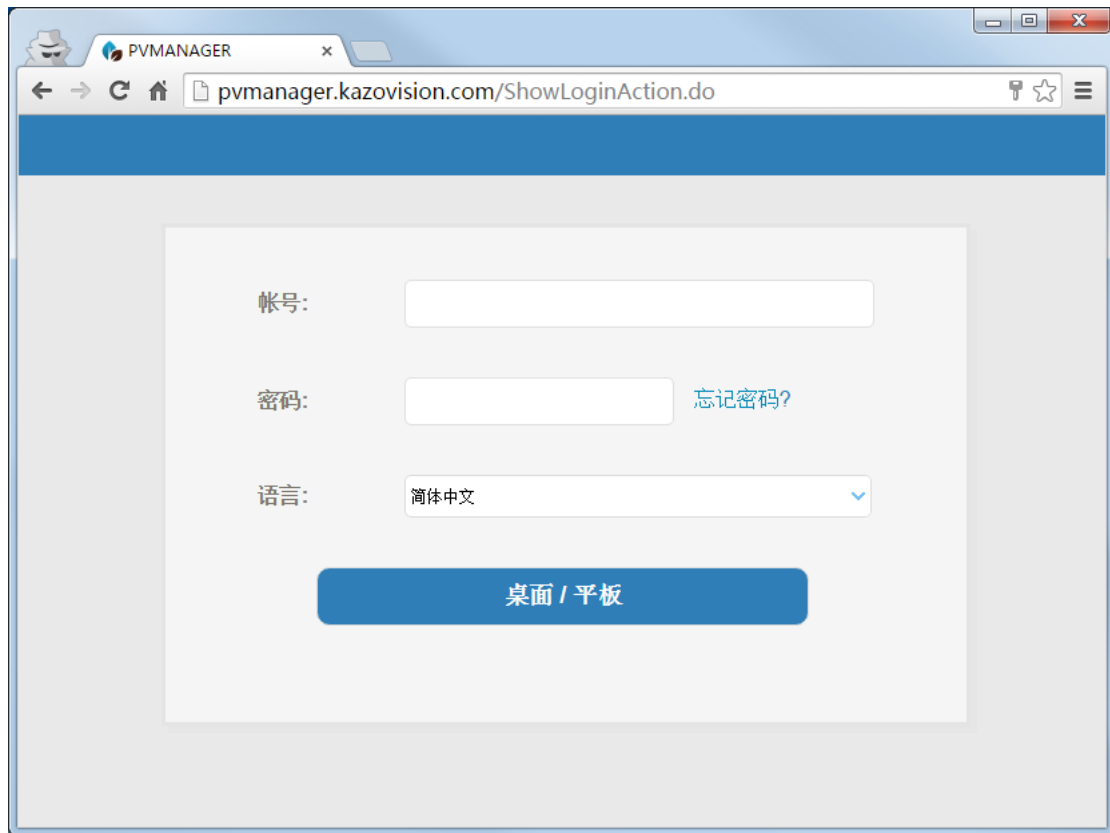 PVMANAGER
pvmanager.kazovision.com/ShowLoginAction.do
帐号:
密码: 忘记密码?
语言: 简体中文
桌面 / 平板